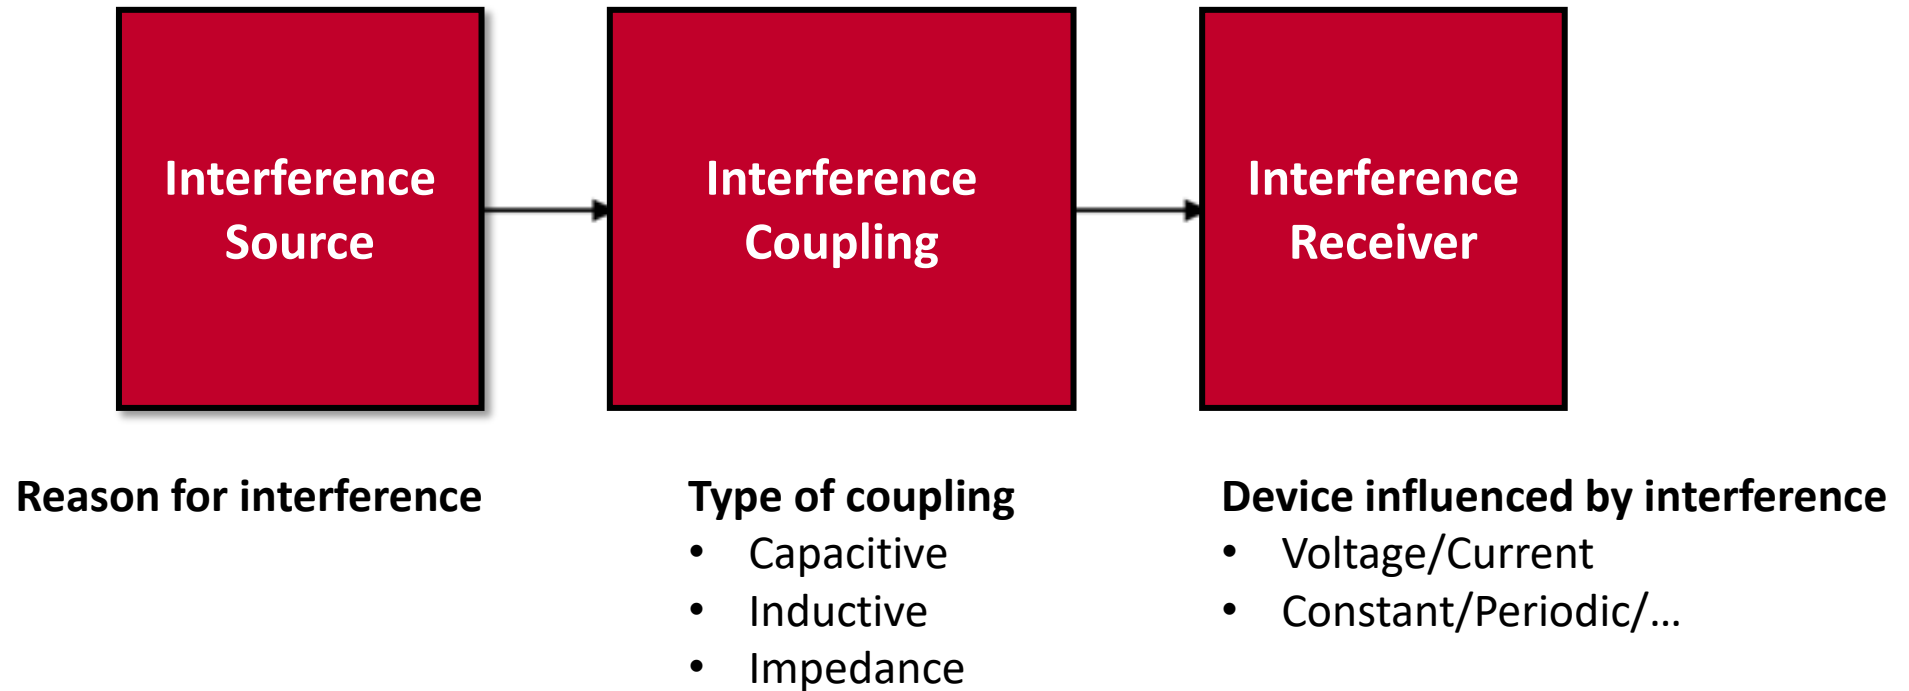 Interference
Source
Interference
Coupling
Interference
Receiver
Reason for interference
Type of coupling
• Capacitive
• Inductive
• Impedance
Device influenced by interference
• Voltage/Current
• Constant/Periodic/…